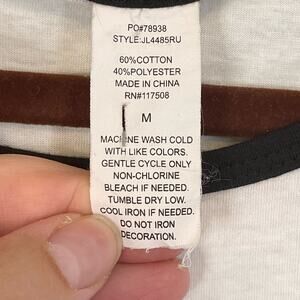 PO#78938
STYLE:JL4485RU
60%COTTON
40%POLYESTER
MADE IN CHINA
RN#117508
M
MACHINE WASH COLD
WITH LIKE COLORS.
GENTLE CYCLE ONLY
NON-CHLORINE
BLEACH IF NEEDED.
TUMBLE DRY LOW.
COOL IRON IF NEEDED.
DO NOT IRON
DECORATION.